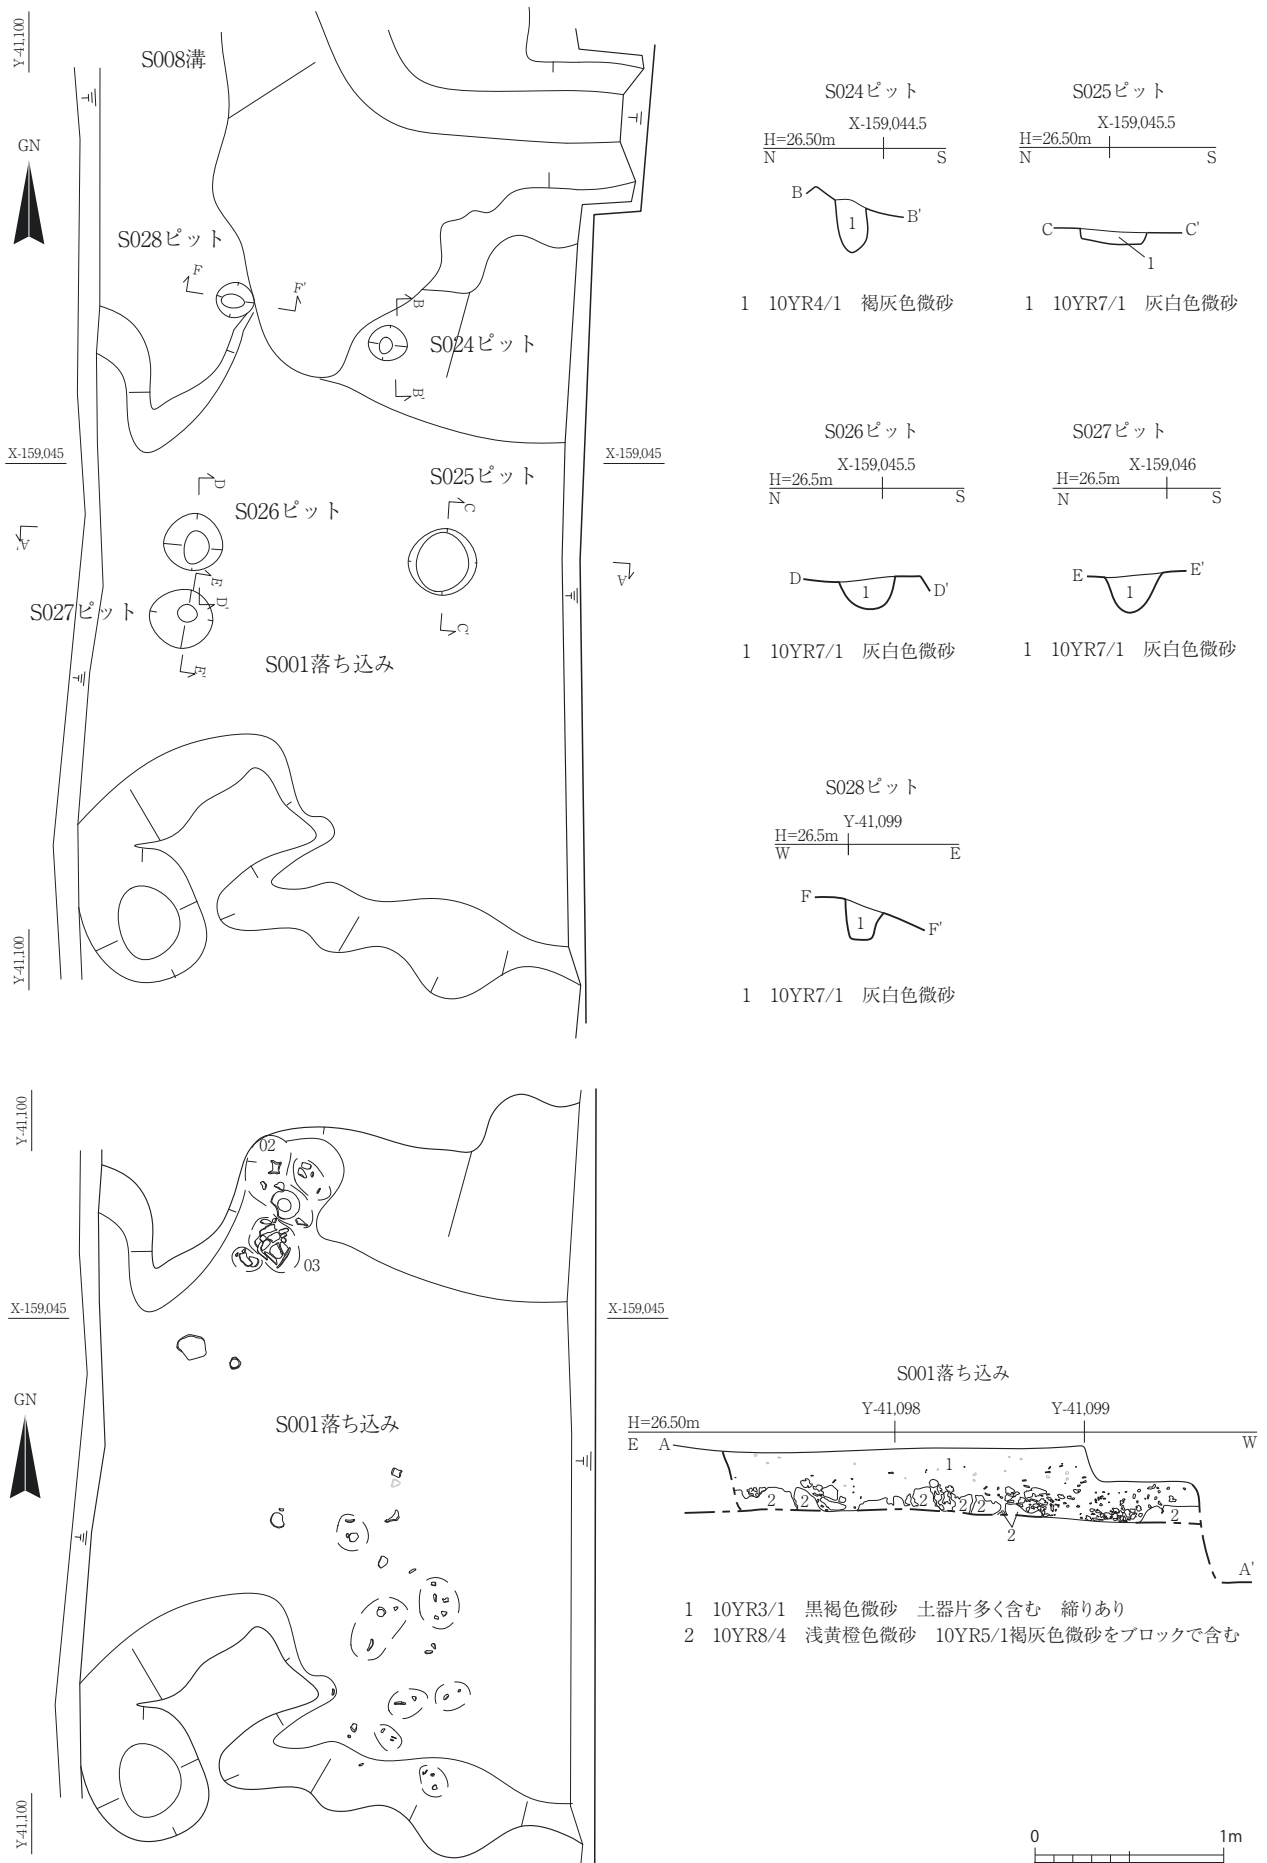 Y-41,100
S008溝
GN
S028ピット
F
F'
B
S024ピット
B'
X-159,045
X-159,045
S025ピット
D
C
S026ピット
A'
E
A
S027ピット
D'
C'
E'
S001落ち込み
Y-41,100
S024ピット
X-159,044.5
H=26.50m
N
S
B
B'
1
1 10YR4/1 褐灰色微砂
S025ピット
X-159,045.5
H=26.50m
N
S
C
C'
1
1 10YR7/1 灰白色微砂
S026ピット
X-159,045.5
H=26.5m
N
S
D
1
D'
1 10YR7/1 灰白色微砂
S027ピット
X-159,046
H=26.5m
N
S
E
E'
1
1 10YR7/1 灰白色微砂
S028ピット
Y-41,099
H=26.5m
W
E
F
1
F'
1 10YR7/1 灰白色微砂
Y-41,100
02
03
X-159,045
X-159,045
GN
S001落ち込み
Y-41,100
S001落ち込み
Y-41,098
Y-41,099
H=26.50m
E
A
W
1
2
2
2
2
2
2
2
A'
1 10YR3/1 黒褐色微砂 土器片多く含む 締りあり
2 10YR8/4 浅黄橙色微砂 10YR5/1褐灰色微砂をブロックで含む
0
1m